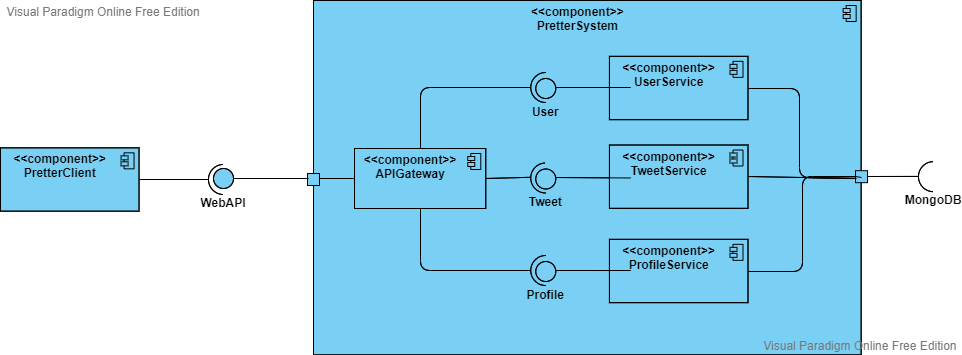 Visual Paradigm Online Free Edition
<<component>>
PretterSystem
<<component>>
UserService
User
<<component>>
PretterClient
WebAPI
<<component>>
APIGateway
Tweet
<<component>>
TweetService
MongoDB
<<component>>
ProfileService
Profile
Visual Paradigm Online Free Edition